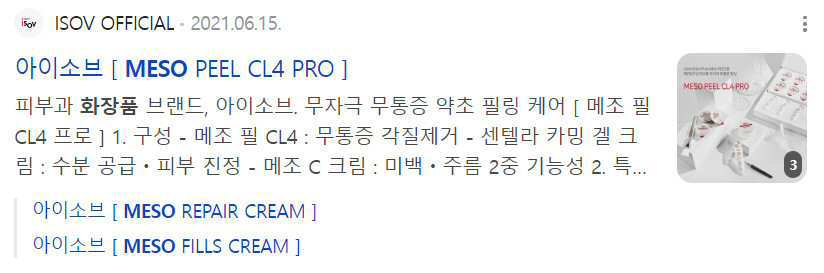 ISOV
ISOV OFFICIAL · 2021.06.15.
아이소브 [ MESO PEEL CL4 PRO ]
피부과 화장품 브랜드, 아이소브. 무자극 무통증 약초 필링 케어 [ 메조 필
CL4 프로 ] 1. 구성 - 메조 필 CL4 : 무통증 각질제거 - 센텔라 카밍 겔 크
림 : 수분 공급 • 피부 진정 - 메조 C 크림 : 미백 • 주름 2중 기능성 2. 특...
MESO PEEL CL4 PRO
3
아이소브 [ MESO REPAIR CREAM ]
아이소브 [ MESO FILLS CREAM ]